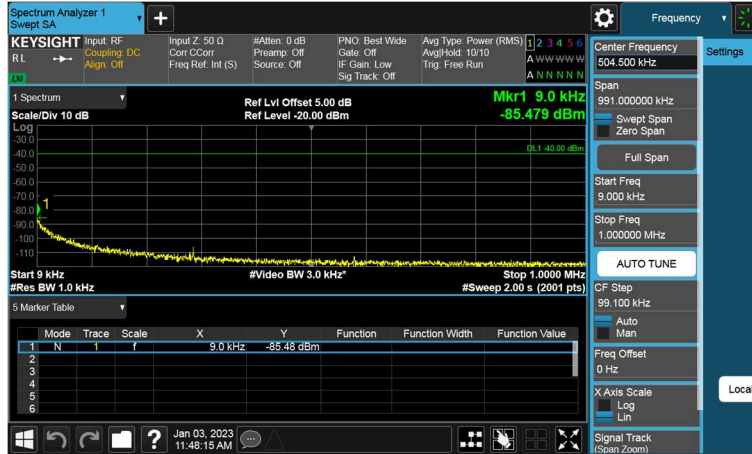 Spectrum Analyzer 1
Swept SA
Frequency
KEYSIGHT
RL
LXI
Input: RF
Coupling: DC
Align: Off
Input Z: 50 Ω
Corr CCorr
Freq Ref: Int (S)
#Atten: 0 dB
Preamp: Off
Source: Off
PNO: Best Wide
Gate: Off
IF Gain: Low
Sig Track: Off
Avg Type: Power (RMS)
Avg|Hold: 10/10
Trig: Free Run
1 2 3 4 5 6
A W W W W W
A N N N N N
1 Spectrum
Scale/Div 10 dB
Ref Lvl Offset 5.00 dB
Ref Level -20.00 dBm
Mkr1 9.0 kHz
-85.479 dBm
Log
-30.0
-40.0
-50.0
-60.0
-70.0
-80.0
-90.0
-100
-110
DL1 -40.00 dBm
1
Start 9 kHz
#Res BW 1.0 kHz
#Video BW 3.0 kHz*
Stop 1.0000 MHz
#Sweep 2.00 s (2001 pts)
5 Marker Table
Mode Trace Scale X Y Function Function Width Function Value
1 N 1 f 9.0 kHz -85.48 dBm
2
3
4
5
6
Jan 03, 2023
11:48:15 AM
Center Frequency
504.500 kHz
Settings
Span
991.000000 kHz
Swept Span
Zero Span
Full Span
Start Freq
9.000 kHz
Stop Freq
1.000000 MHz
AUTO TUNE
CF Step
99.100 kHz
Auto
Man
Freq Offset
0 Hz
Local
X Axis Scale
Log
Lin
Signal Track
(Span Zoom)